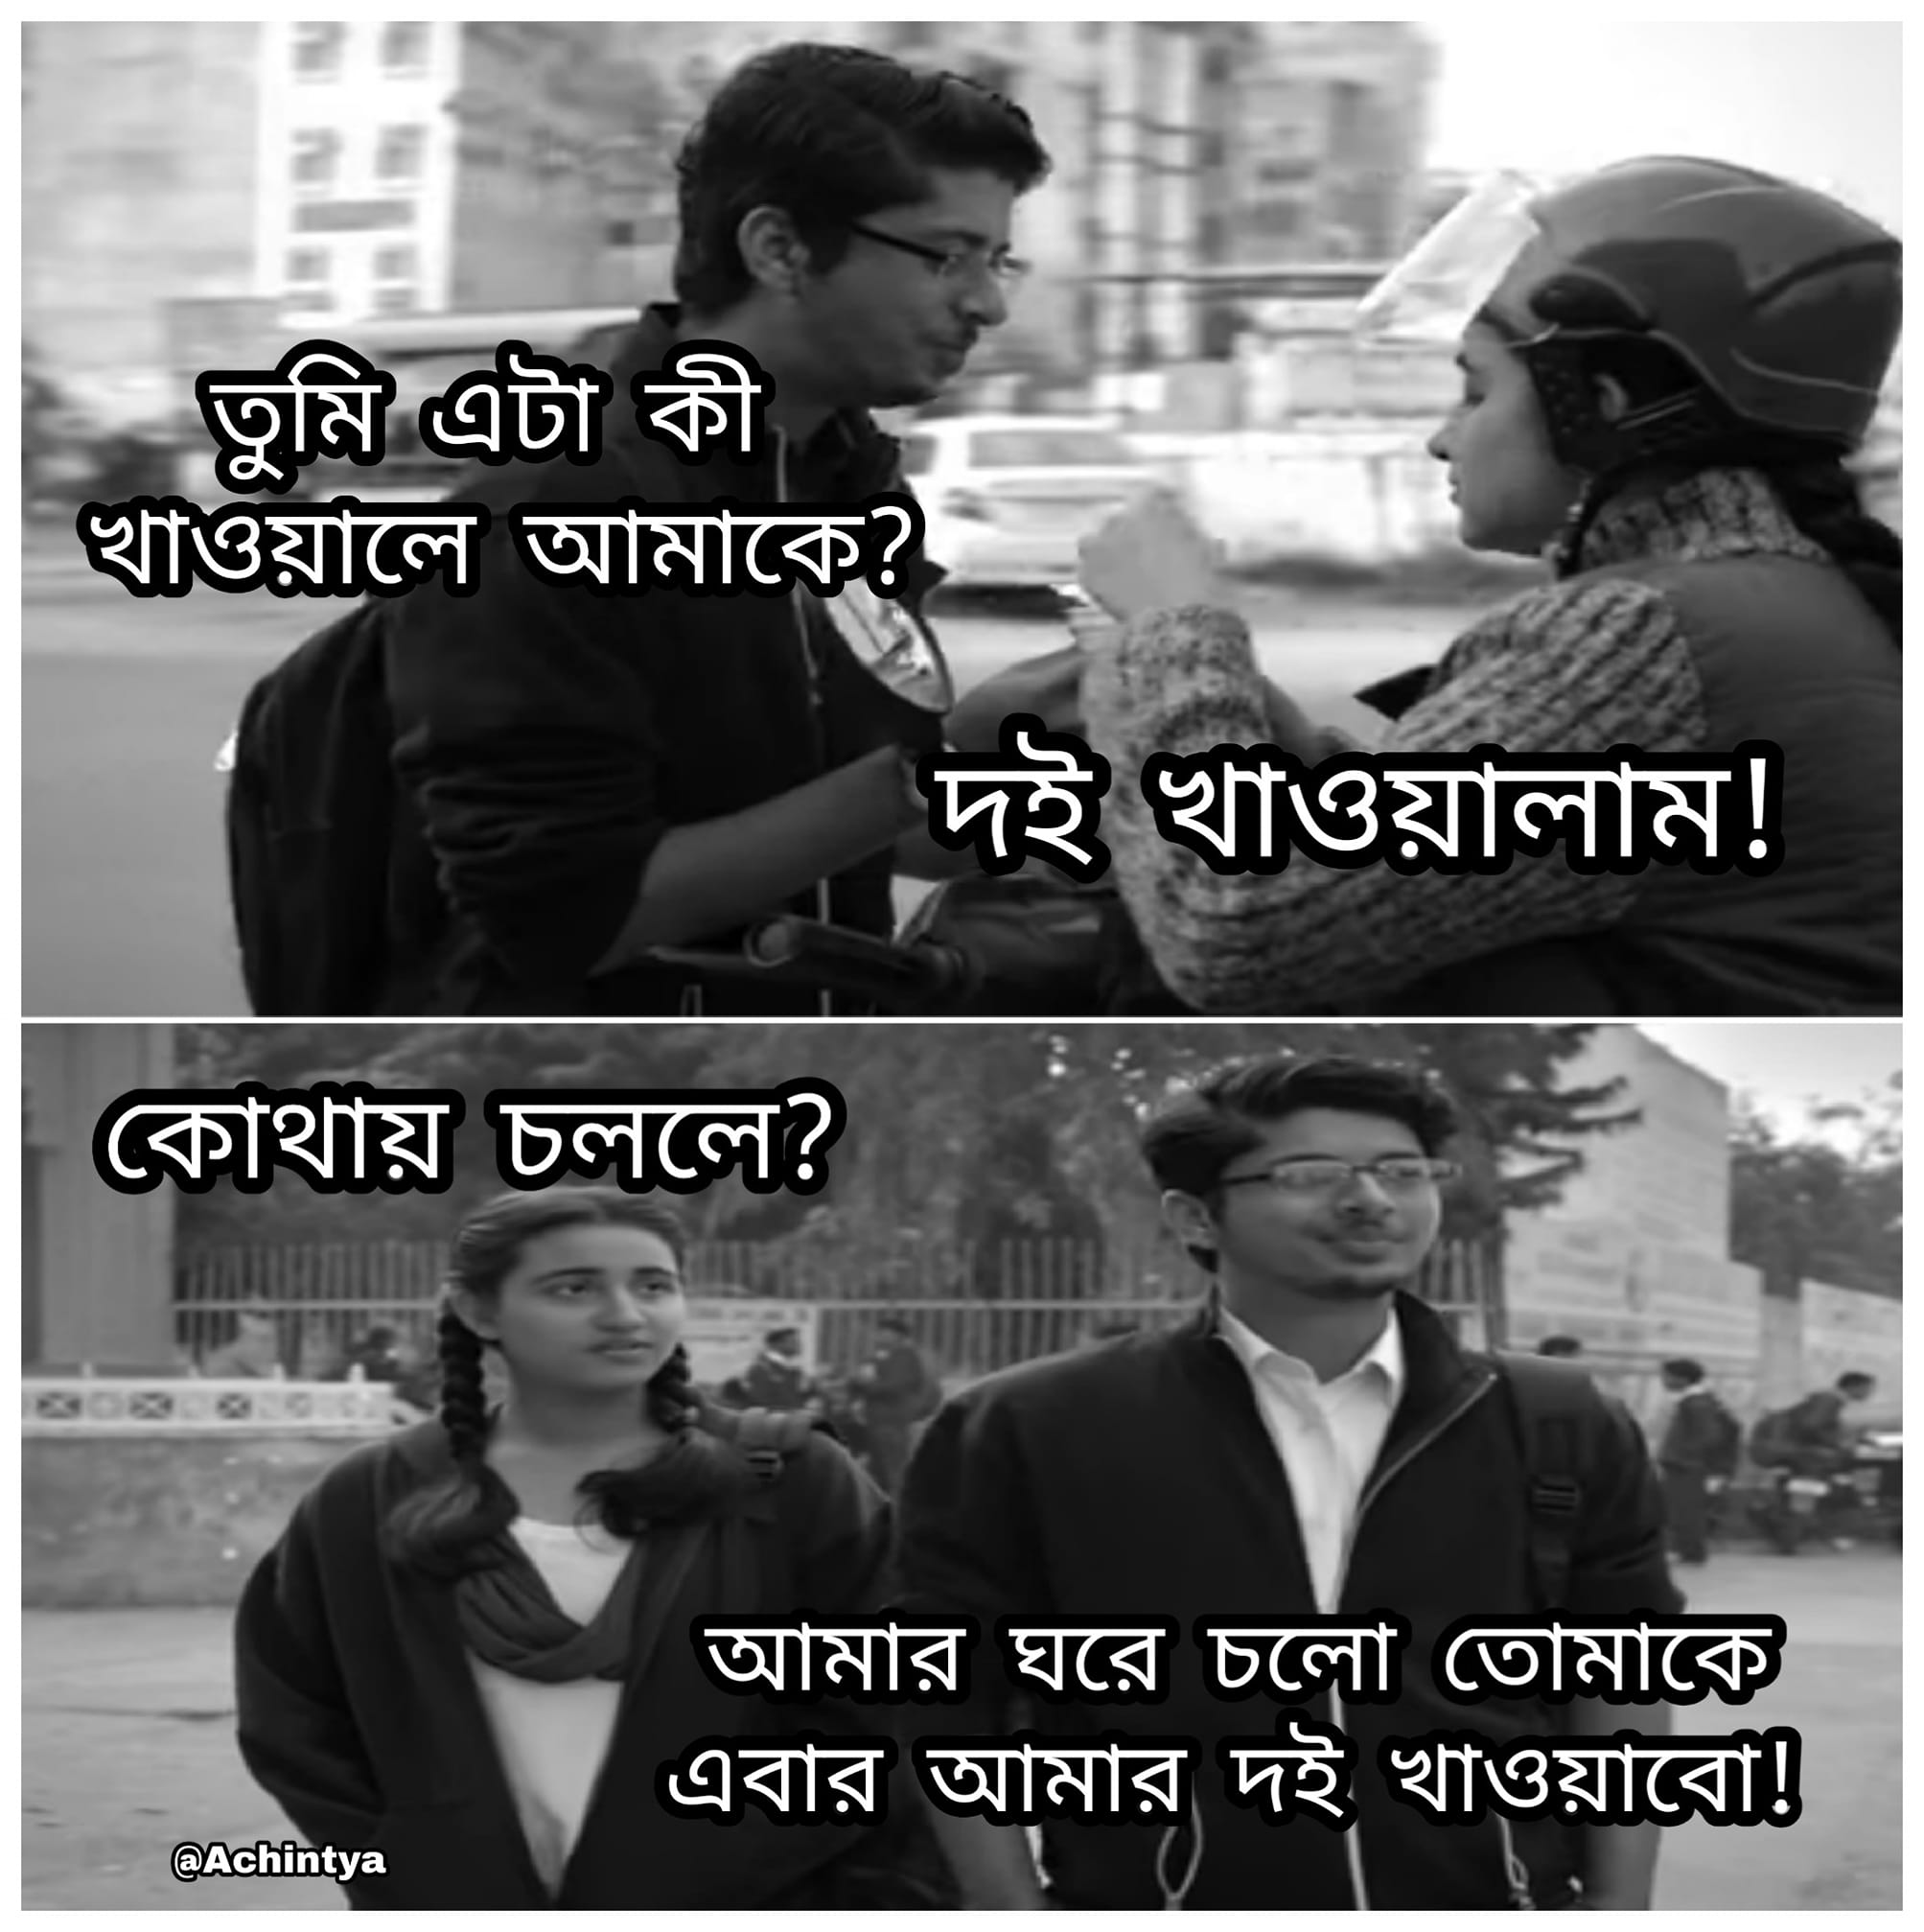 তুমি এটা কী
খাওয়ালে আমাকে?
দই খাওয়ালাম!
কোথায় চললে?
আমার ঘরে চলো তোমাকে
এবার আমার দই খাওয়াবো!
@Achintya